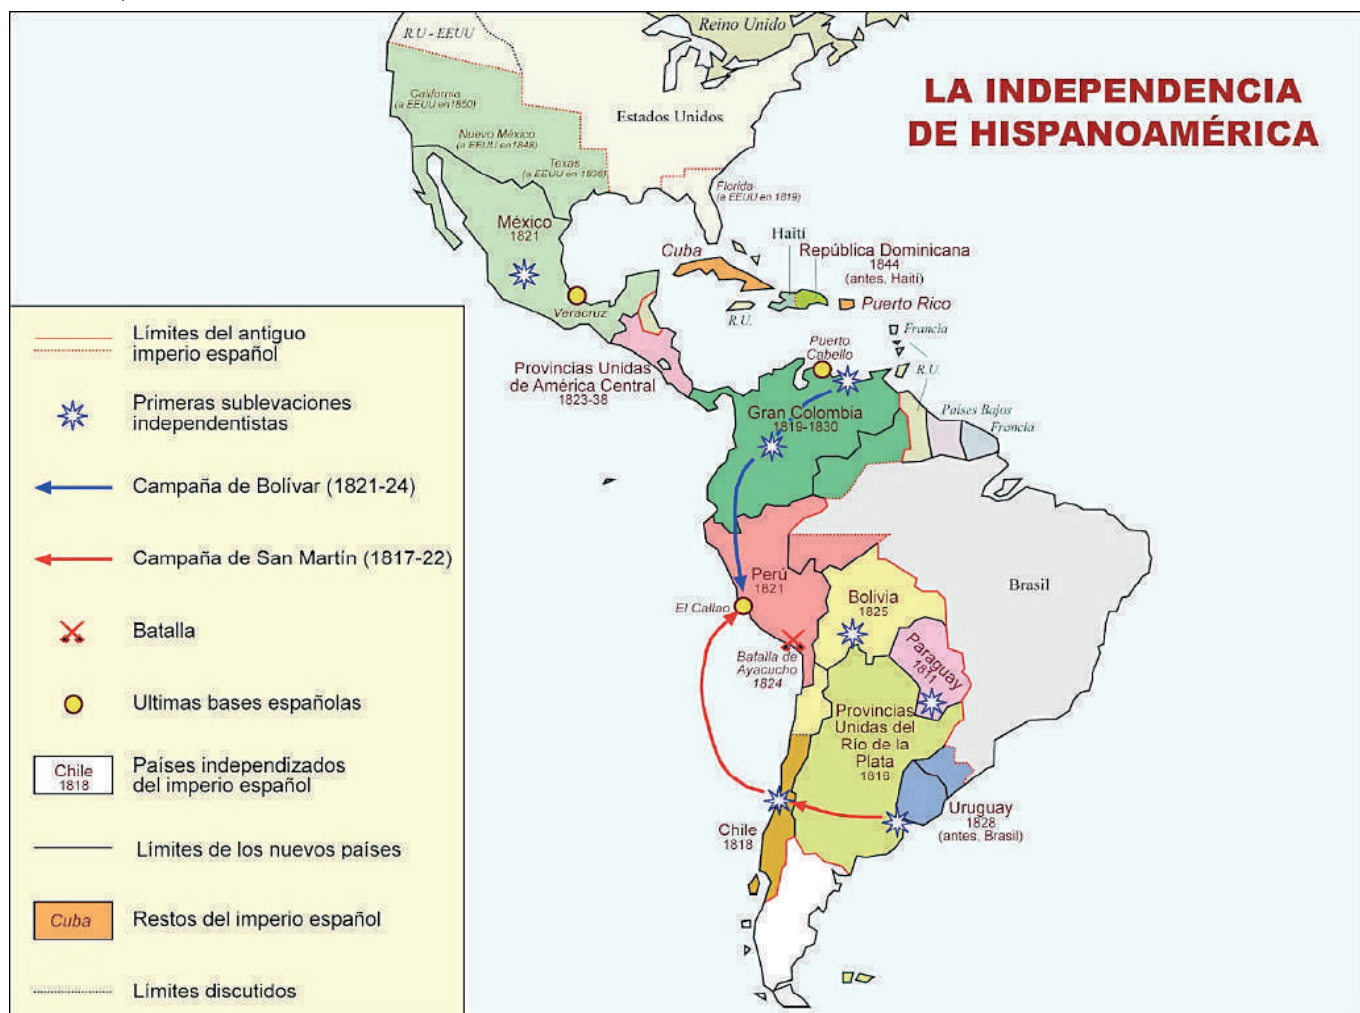 LA INDEPENDENCIA
DE HISPANOAMÉRICA
Reino Unido
R.U - EEUU
California
(a EEUU en 1850)
Estados Unidos
Nuevo México
(a EEUU en 1848)
Texas
(a EEUU en 1836)
Florida
(a EEUU en 1819)
México
1821
Veracruz
Cuba
Haití
República Dominicana
1844
(antes, Haití)
Puerto Rico
R.U.
Francia
Puerto
Cabello
R.U.
Provincias Unidas
de América Central
1823-38
Gran Colombia
1819-1830
Países Bajos
Francia
Perú
1821
El Callao
Brasil
Bolivia
1825
Batalla de
Ayacucho
1824
Paraguay
1811
Provincias
Unidas del
Río de la
Plata
1816
Chile
1818
Uruguay
1828
(antes, Brasil)
Límites del antiguo
imperio español
Primeras sublevaciones
independentistas
Campaña de Bolívar (1821-24)
Campaña de San Martín (1817-22)
Batalla
Ultimas bases españolas
Chile
1818
Países independizados
del imperio español
Límites de los nuevos países
Cuba
Restos del imperio español
Límites discutidos